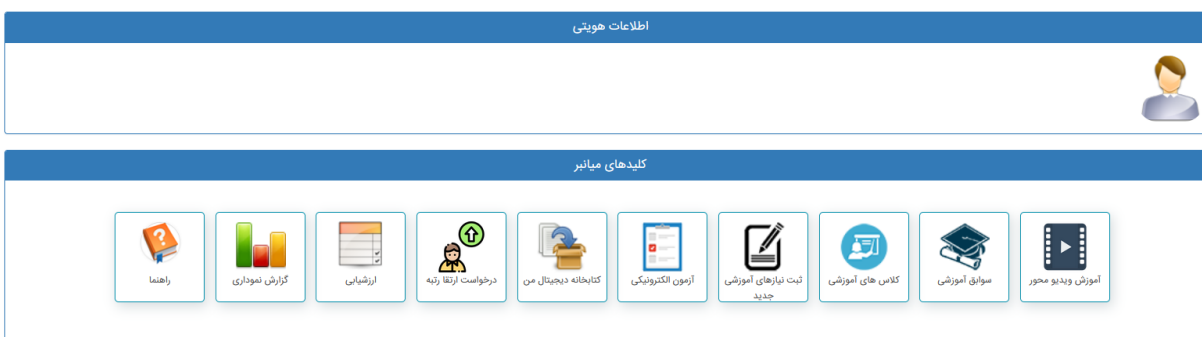 اطلاعات هویتی
کلیدهای میانبر
آموزش ویدیو محور
سوابق آموزشی
کلاس های آموزشی
ثبت نیازهای آموزشی
جدید
آزمون الکترونیکی
کتابخانه دیجیتال من
درخواست ارتقا رتبه
ارزشیابی
گزارش نموداری
راهنما